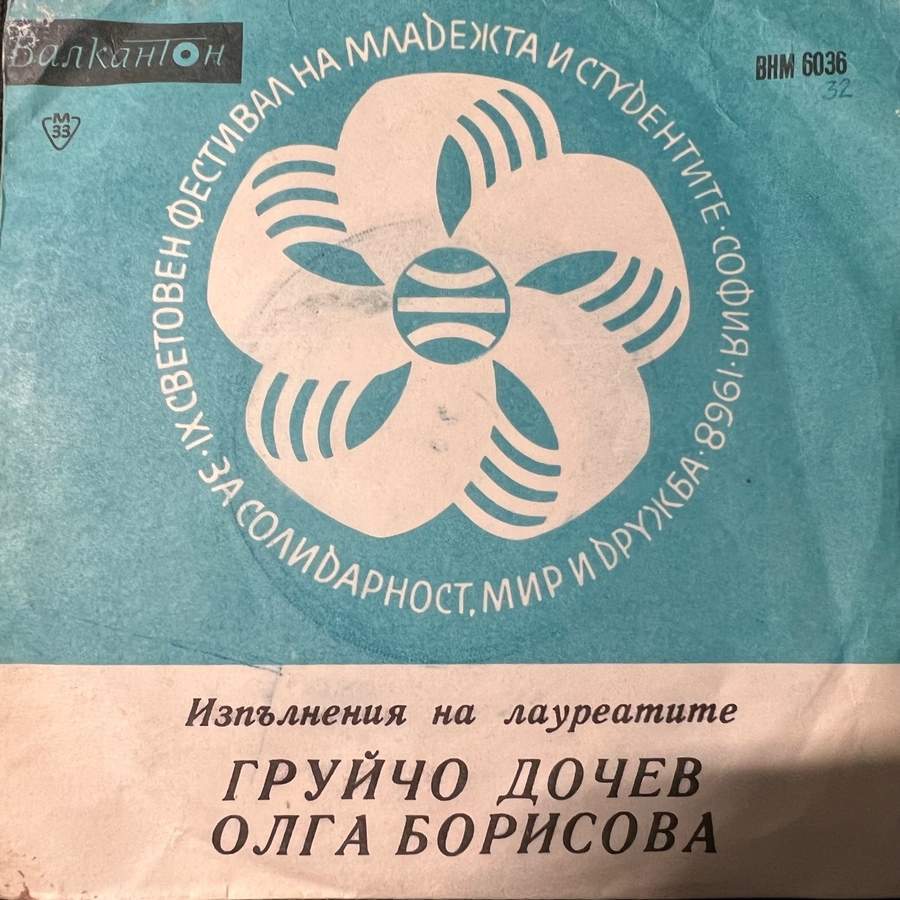 Балкантон
ВНМ 6036
32
М
33
IX СВЕТОВЕН ФЕСТИВАЛ НА МЛАДЕЖТА И СТУДЕНТИТЕ · СОФИЯ · 1968 ·
ЗА СОЛИДАРНОСТ, МИР И ДРУЖБА ·
Изпълнения на лауреатите
ГРУЙЧО ДОЧЕВ
ОЛГА БОРИСОВА